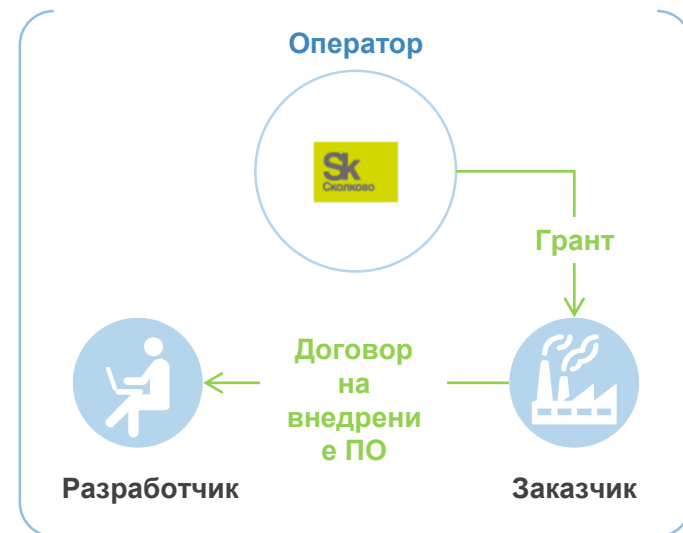 Оператор
Sk
Сколково
Грант
Договор
на
внедрени
е ПО
Разработчик
Заказчик